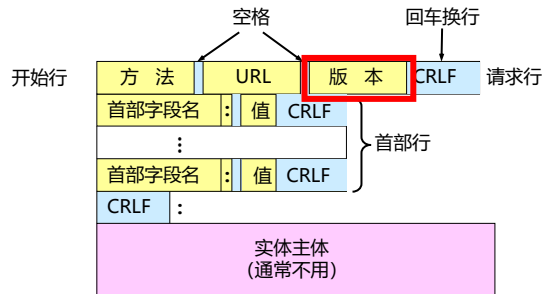 空格 回车换行
开始行 方 法 URL 版 本 CRLF 请求行
首部字段名 : 值 CRLF
⋮ 首部行
首部字段名 : 值 CRLF
CRLF :
实体主体
(通常不用)